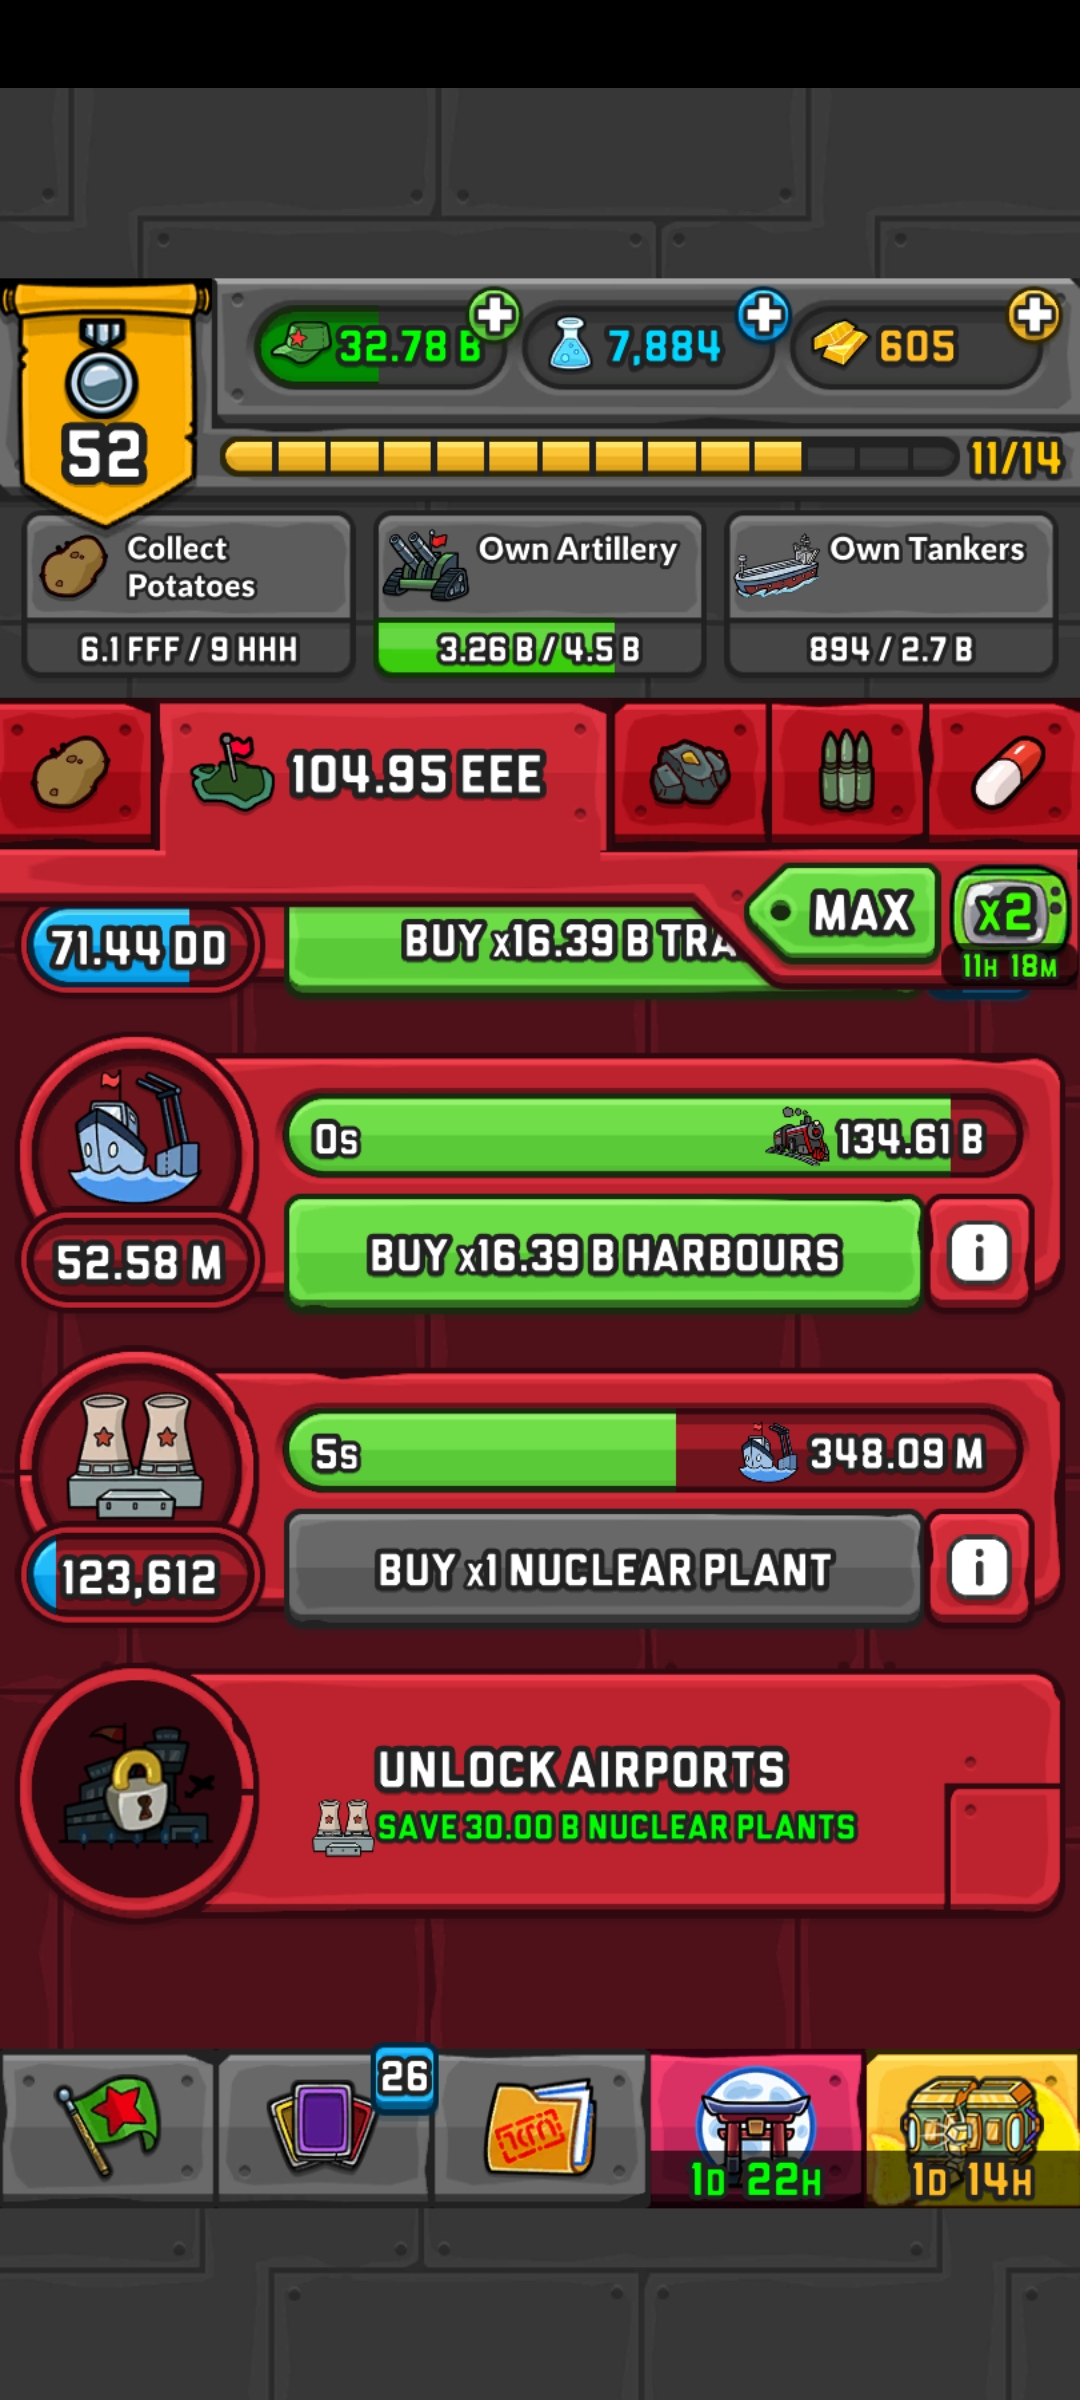 32.78 B
7,884
605
52
11/14
Collect
Potatoes
6.1 FFF / 9 HHH
Own Artillery
3.26 B / 4.5 B
Own Tankers
894 / 2.7 B
104.95 EEE
MAX
x2
11H 18M
71.44 DD
BUY x16.39 B TRA
0s
134.61 B
52.58 M
BUY x16.39 B HARBOURS
i
5s
348.09 M
123,612
BUY x1 NUCLEAR PLANT
i
UNLOCK AIRPORTS
SAVE 30.00 B NUCLEAR PLANTS
26
1D 22H
1D 14H